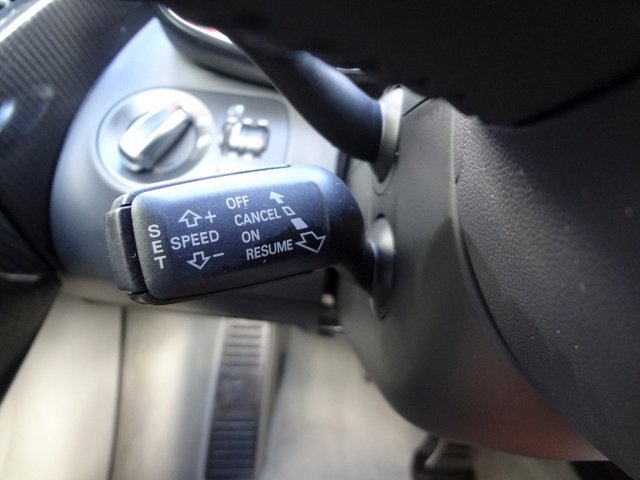 SET
SPEED
+
−
OFF
CANCEL
ON
RESUME